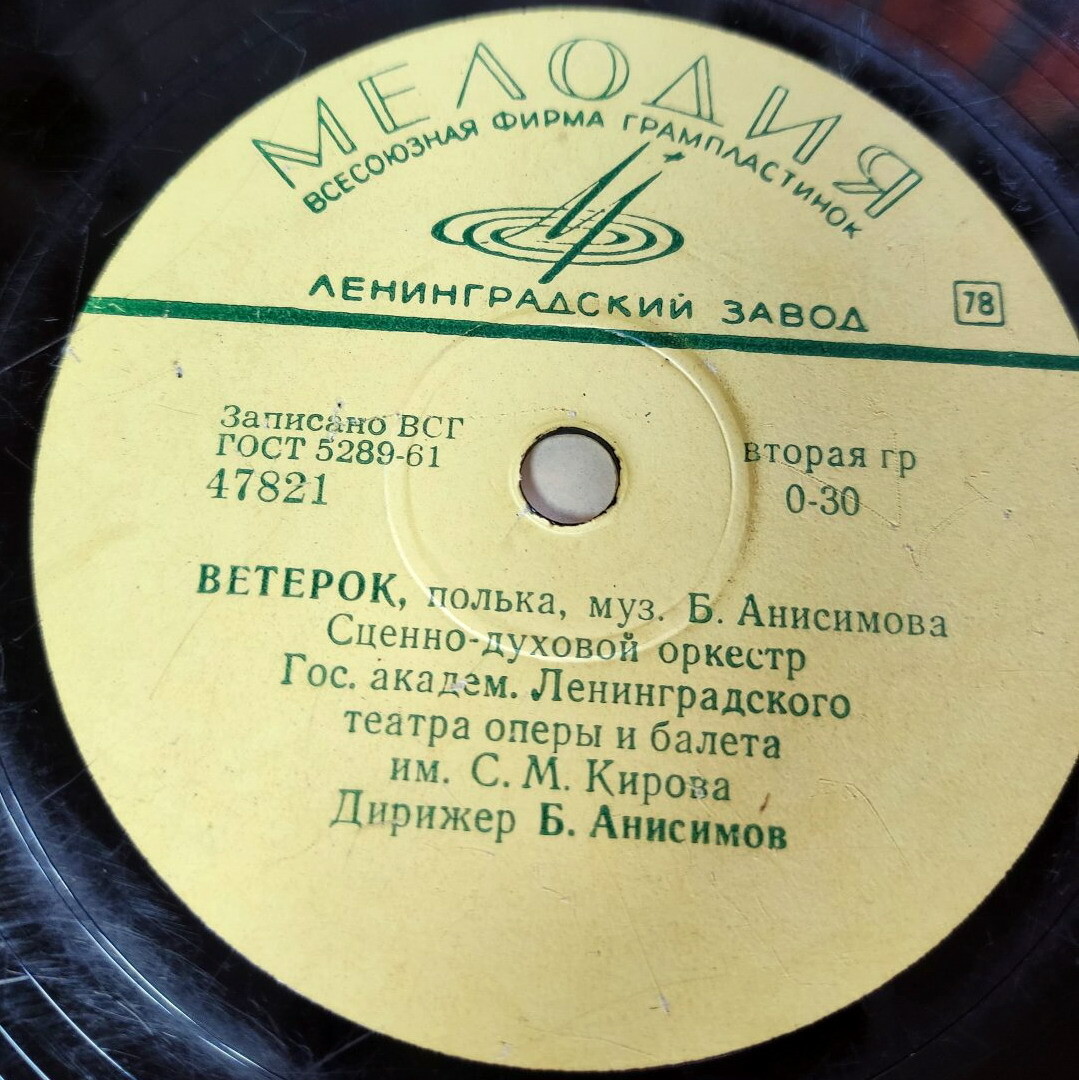 МЕЛОДИЯ
ВСЕСОЮЗНАЯ ФИРМА ГРАМПЛАСТИНОК
ЛЕНИНГРАДСКИЙ ЗАВОД
78
Записано ВСГ
ГОСТ 5289-61
47821
вторая гр
0-30
ВЕТЕРОК, полька, муз. Б. Анисимова
Сценно-духовой оркестр
Гос. академ. Ленинградского
театра оперы и балета
им. С. М. Кирова
Дирижер Б. Анисимов